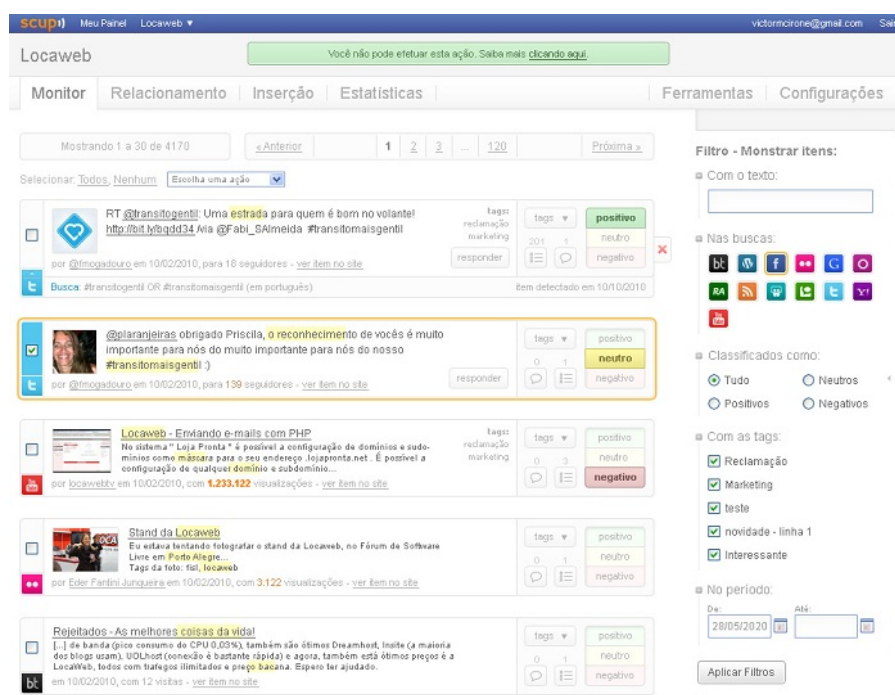 scup
Meu Painel
Locaweb
victormcirone@gmail.com
Sair
Locaweb
Você não pode efetuar esta ação. Saiba mais clicando aqui.
Monitor
Relacionamento
Inserção
Estatísticas
Ferramentas
Configurações
Mostrando 1 a 30 de 4170
« Anterior
1 2 3 ... 120
Próxima »
Selecionar: Todos, Nenhum
Escolha uma ação
RT @transitogentil: Uma estrada para quem é bom no volante!
http://bit.ly/bqdd34 /via @Fabi_SAlmeida #transitomaisgentil
por @fmogadouro em 10/02/2010, para 18 seguidores - ver item no site
tags:
reclamação
marketing
responder
tags
201 1
positivo
neutro
negativo
Busca: #transitogentil OR #transitomaisgentil (em português)
item detectado em 10/10/2010
@plaranjeiras obrigado Priscila, o reconhecimento de vocês é muito
importante para nós do muito importante para nós do nosso
#transitomaisgentil :)
por @fmogadouro em 10/02/2010, para 139 seguidores - ver item no site
responder
tags
0 1
positivo
neutro
negativo
Locaweb - Enviando e-mails com PHP
No sistema " Loja Pronta " é possível a configuração de domínios e sudo-
mínios como máscara para o seu endereço .lojapronta.net . É possível a
configuração de qualquer domínio e subdomínio...
por locawebtv em 10/02/2010, com 1.233.122 visualizações - ver item no site
tags:
reclamação
marketing
tags
0 3
positivo
neutro
negativo
Stand da Locaweb
Eu estava tentando fotografar o stand da Locaweb, no Fórum de Software
Livre em Porto Alegre...
Tags da foto: fisl, locaweb
por Eder Fantini Junqueira em 10/02/2010, com 3.122 visualizações - ver item no site
tags
0 1
positivo
neutro
negativo
Rejeitados - As melhores coisas da vida!
[...] de banda (pico consumo do CPU 0,03%), também são ótimos Dreamhost, Insite (a maioria
dos blogs usam), UOLhost (conexão é bastante rápida) e agora, também está ótimos preços é a
LocaWeb, todos com trafegos ilimitados e preço bacana. Espero ter ajudado.
em 10/02/2010, com 12 visitas - ver item no site
tags
0 1
positivo
neutro
negativo
Filtro - Monstrar itens:
Com o texto:
Nas buscas:
Classificados como:
Tudo
Neutros
Positivos
Negativos
Com as tags:
Reclamação
Marketing
teste
novidade - linha 1
Interessante
No período:
De:
Até:
28/05/2020
Aplicar Filtros